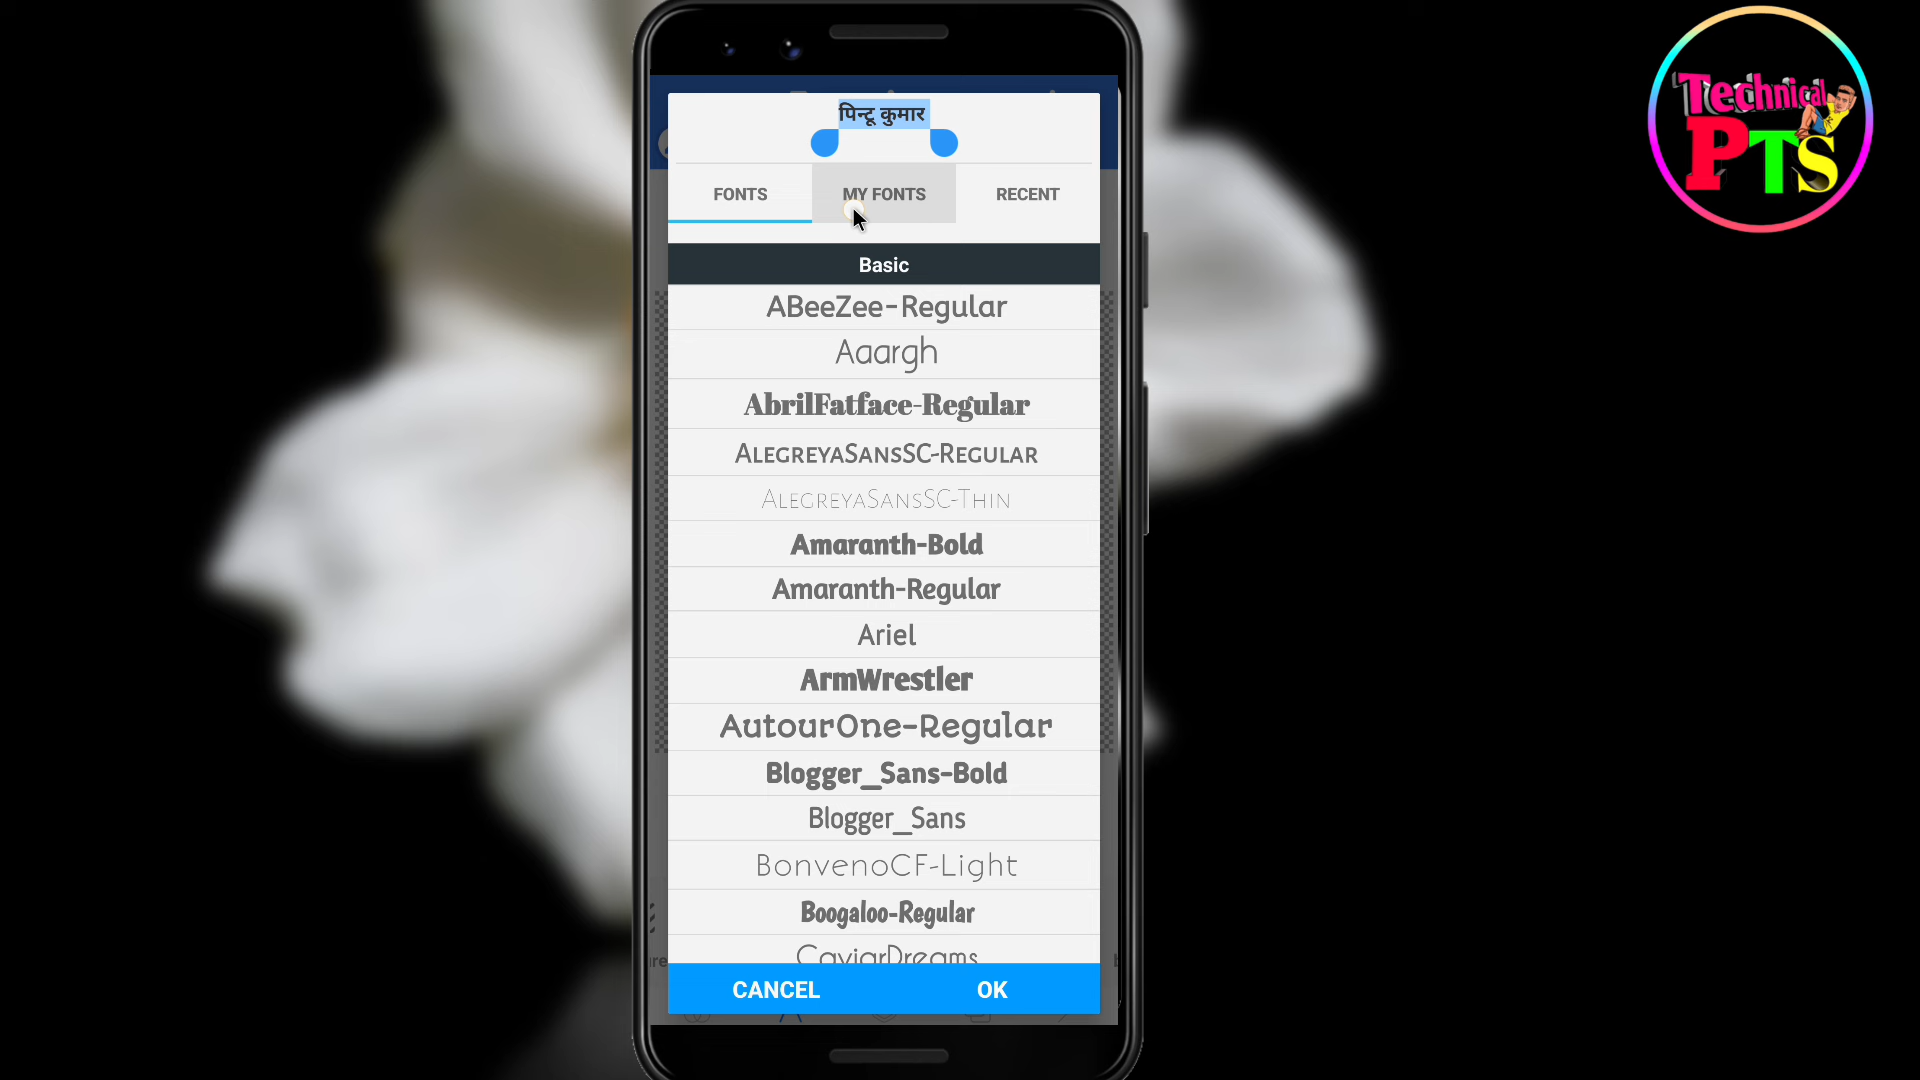 पिन्टू कुमार
FONTS
MY FONTS
RECENT
Basic
ABeeZee-Regular
Aaargh
AbrilFatface-Regular
AlegreyaSansSC-Regular
AlegreyaSansSC-Thin
Amaranth-Bold
Amaranth-Regular
Ariel
ArmWrestler
AutourOne-Regular
Blogger_Sans-Bold
Blogger_Sans
BonvenoCF-Light
Boogaloo-Regular
CaviarDreams
CANCEL
OK
Technical
PTS